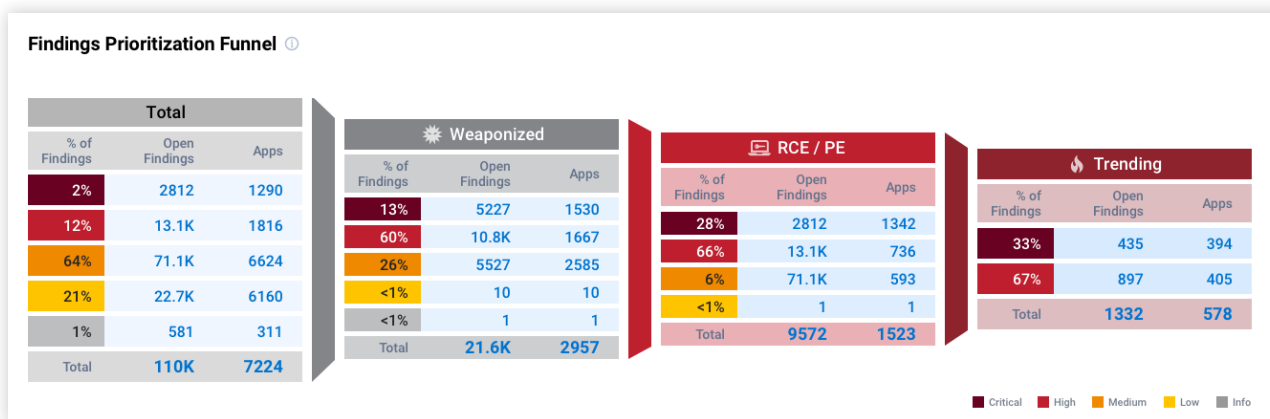 Findings Prioritization Funnel
Total
% of Findings Open Findings Apps
2% 2812 1290
12% 13.1K 1816
64% 71.1K 6624
21% 22.7K 6160
1% 581 311
Total 110K 7224
Weaponized
% of Findings Open Findings Apps
13% 5227 1530
60% 10.8K 1667
26% 5527 2585
<1% 10 10
<1% 1 1
Total 21.6K 2957
RCE / PE
% of Findings Open Findings Apps
28% 2812 1342
66% 13.1K 736
6% 71.1K 593
<1% 1 1
Total 9572 1523
Trending
% of Findings Open Findings Apps
33% 435 394
67% 897 405
Total 1332 578
Critical High Medium Low Info